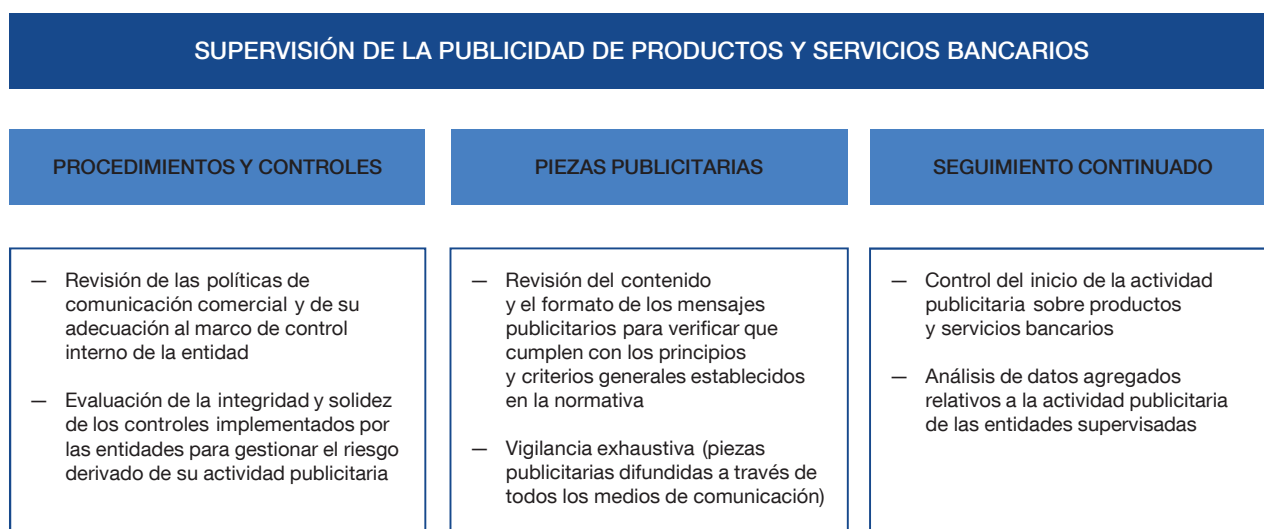 SUPERVISIÓN DE LA PUBLICIDAD DE PRODUCTOS Y SERVICIOS BANCARIOS
PROCEDIMIENTOS Y CONTROLES
— Revisión de las políticas de
comunicación comercial y de su
adecuación al marco de control
interno de la entidad
— Evaluación de la integridad y solidez
de los controles implementados por
las entidades para gestionar el riesgo
derivado de su actividad publicitaria
PIEZAS PUBLICITARIAS
— Revisión del contenido
y el formato de los mensajes
publicitarios para verificar que
cumplen con los principios
y criterios generales establecidos
en la normativa
— Vigilancia exhaustiva (piezas
publicitarias difundidas a través de
todos los medios de comunicación)
SEGUIMIENTO CONTINUADO
— Control del inicio de la actividad
publicitaria sobre productos
y servicios bancarios
— Análisis de datos agregados
relativos a la actividad publicitaria
de las entidades supervisadas